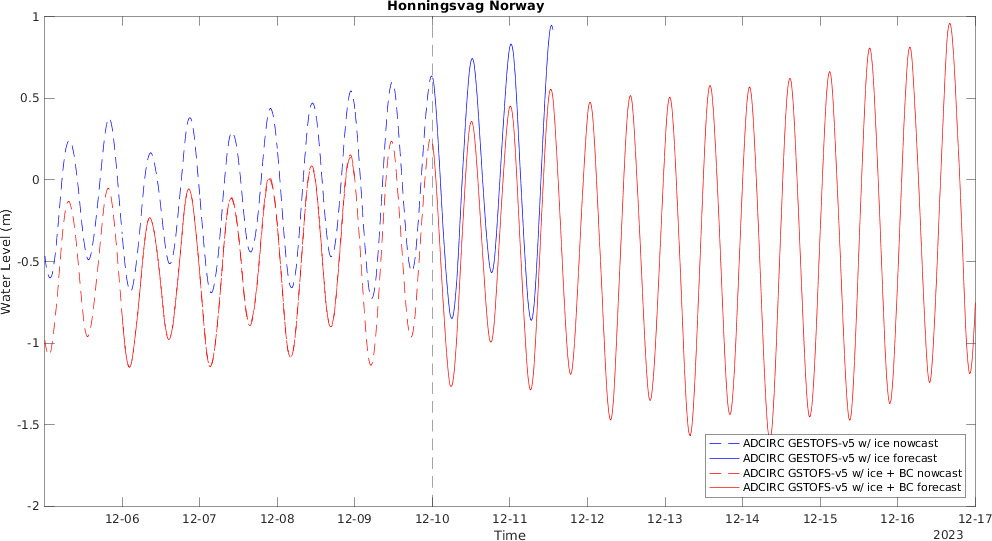 Honningsvag Norway
1
0.5
0
-0.5
-1
-1.5
-2
Water Level (m)
ADCIRC GESTOFS-v5 w/ ice nowcast
ADCIRC GESTOFS-v5 w/ ice forecast
ADCIRC GSTOFS-v5 w/ ice + BC nowcast
ADCIRC GSTOFS-v5 w/ ice + BC forecast
12-06 12-07 12-08 12-09 12-10 12-11 12-12 12-13 12-14 12-15 12-16 12-17
Time
2023